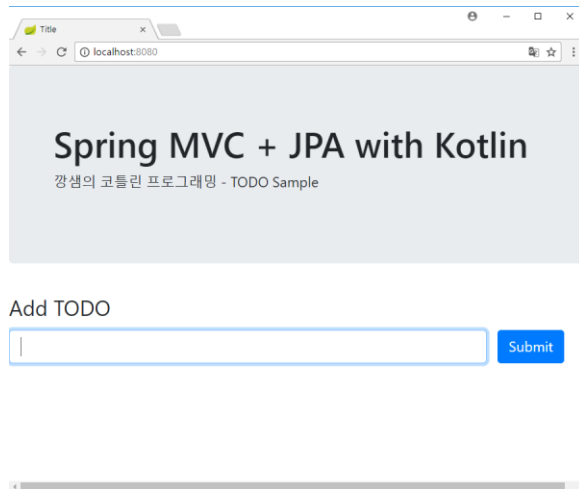 Title
localhost:8080
Spring MVC + JPA with Kotlin
깡샘의 코틀린 프로그래밍 - TODO Sample
Add TODO
Submit